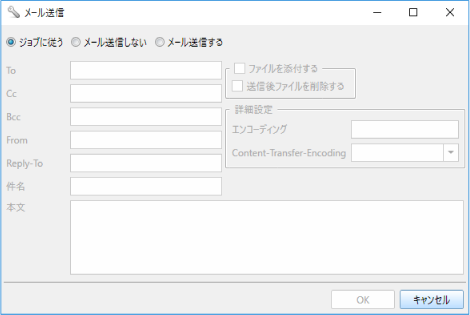 メール送信
ジョブに従う メール送信しない メール送信する
To
ファイルを添付する
送信後ファイルを削除する
Cc
Bcc
詳細設定
エンコーディング
From
Content-Transfer-Encoding
Reply-To
件名
本文
OK キャンセル